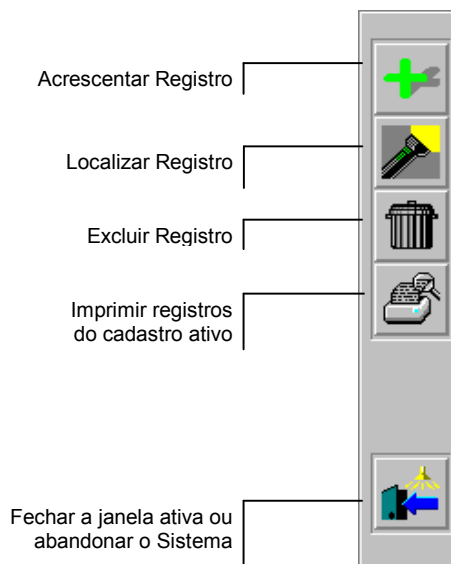 Acrescentar Registro
Localizar Registro
Excluir Registro
Imprimir registros
do cadastro ativo
Fechar a janela ativa ou
abandonar o Sistema